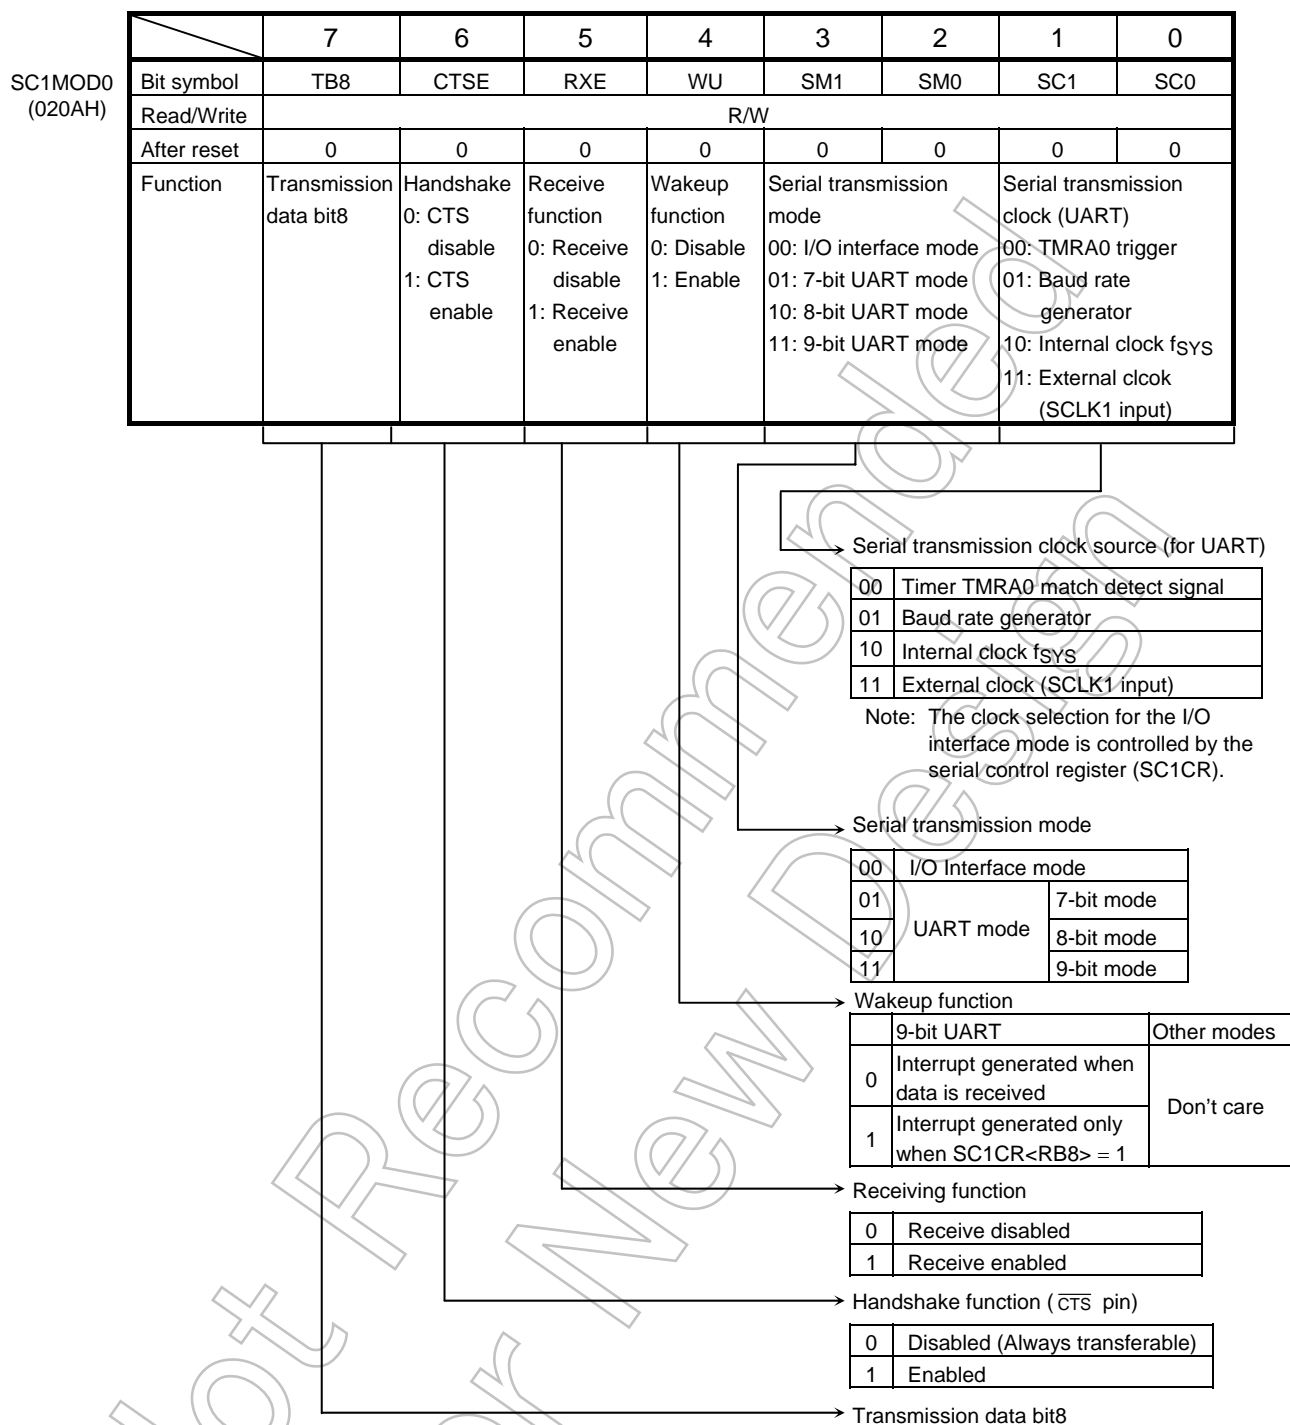 7 6 5 4 3 2 1 0
SC1MOD0
(020AH)
Bit symbol TB8 CTSE RXE WU SM1 SM0 SC1 SC0
Read/Write R/W
After reset 0 0 0 0 0 0 0 0
Function
Transmission
data bit8
Handshake
0: CTS
disable
1: CTS
enable
Receive
function
0: Receive
disable
1: Receive
enable
Wakeup
function
0: Disable
1: Enable
Serial transmission
mode
00: I/O interface mode
01: 7-bit UART mode
10: 8-bit UART mode
11: 9-bit UART mode
Serial transmission
clock (UART)
00: TMRA0 trigger
01: Baud rate
generator
10: Internal clock fSYS
11: External clcok
(SCLK1 input)
Serial transmission clock source (for UART)
00 Timer TMRA0 match detect signal
01 Baud rate generator
10 Internal clock fSYS
11 External clock (SCLK1 input)
Note: The clock selection for the I/O
interface mode is controlled by the
serial control register (SC1CR).
Serial transmission mode
00 I/O Interface mode
01 UART mode 7-bit mode
10 8-bit mode
11 9-bit mode
Wakeup function
9-bit UART Other modes
0 Interrupt generated when
data is received
Don't care
1 Interrupt generated only
when SC1CR<RB8> = 1
Receiving function
0 Receive disabled
1 Receive enabled
Handshake function ( CTS pin)
0 Disabled (Always transferable)
1 Enabled
Transmission data bit8
Not Recommended
for New Design